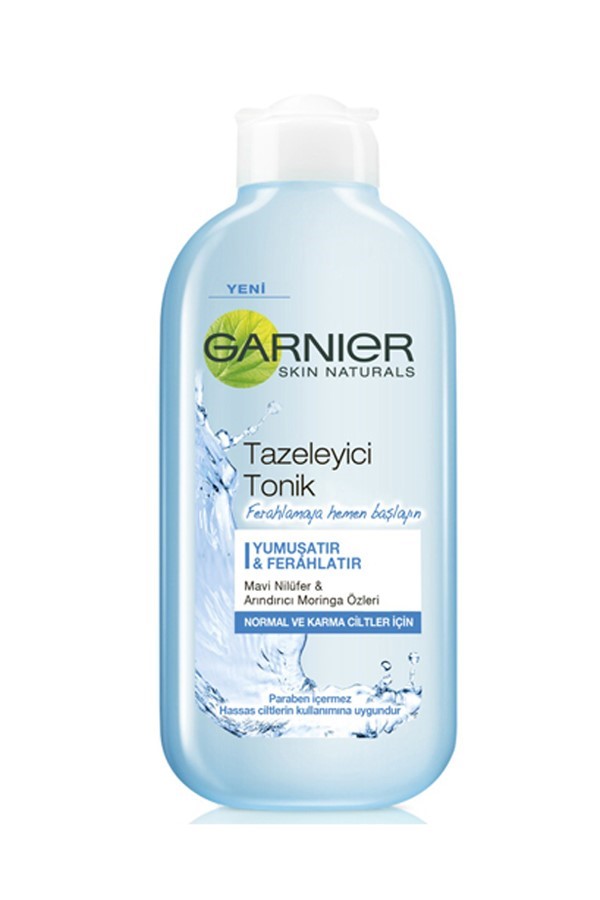 YENİ
GARNIER
SKIN NATURALS
Tazeleyici
Tonik
Ferahlamaya hemen başlayın
YUMUŞATIR
& FERAHLATIR
Mavi Nilüfer &
Arındırıcı Moringa Özleri
NORMAL VE KARMA CİLTLER İÇİN
Paraben içermez
Hassas ciltlerin kullanımına uygundur